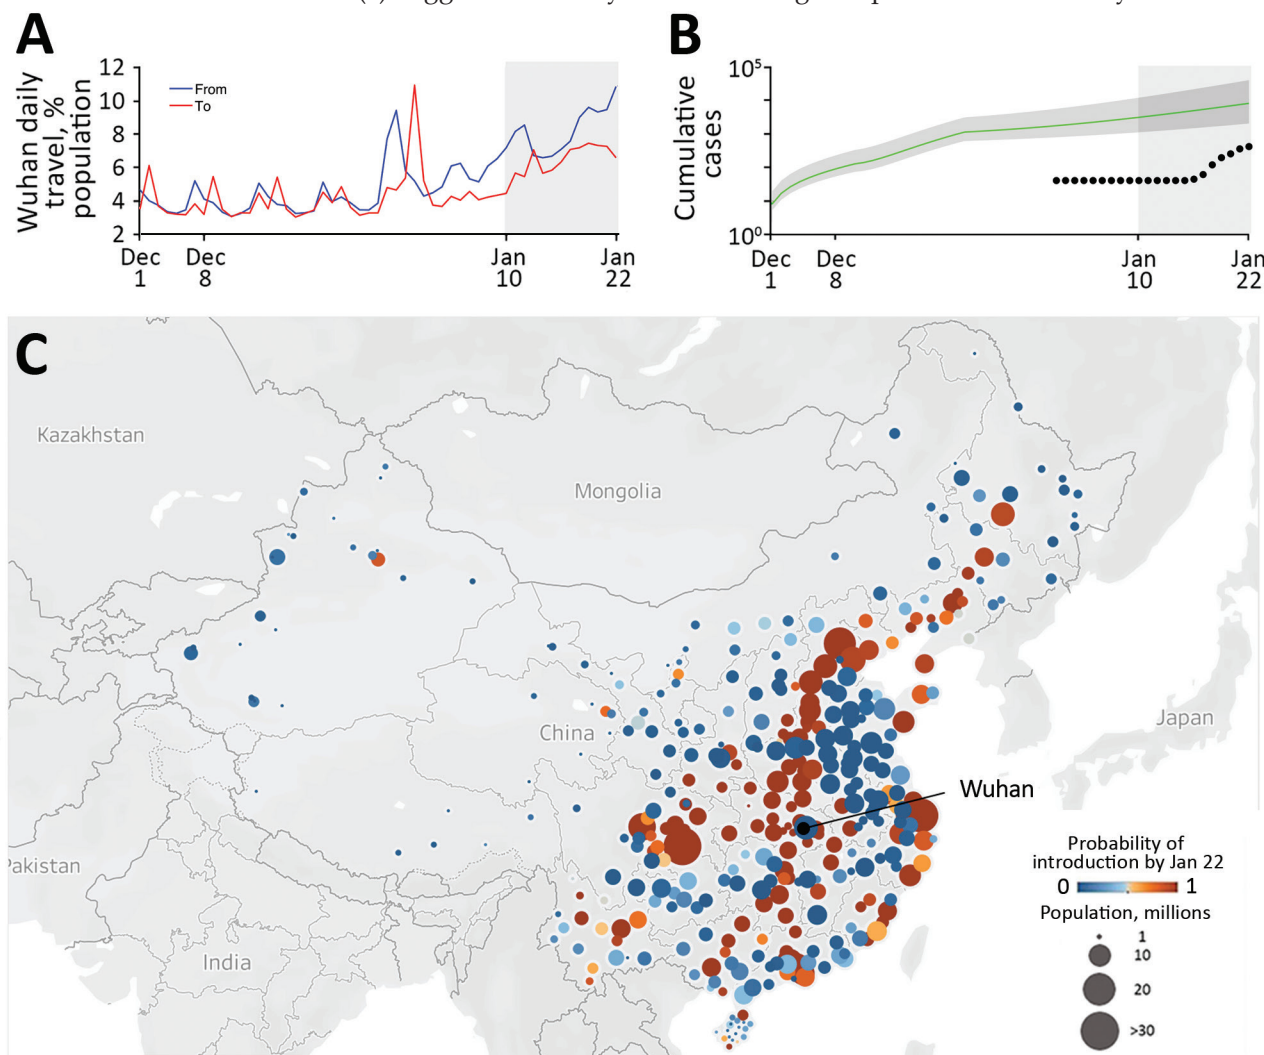 A
Wuhan daily
travel, %
population
12
10
8
6
4
2
From
To
Dec
1
Dec
8
Jan
10
Jan
22
B
Cumulative
cases
10⁵
10⁰
Dec
1
Dec
8
Jan
10
Jan
22
C
Kazakhstan
Mongolia
China
Japan
Wuhan
Pakistan
India
Probability of
introduction by Jan 22
0 1
Population, millions
1
10
20
>30